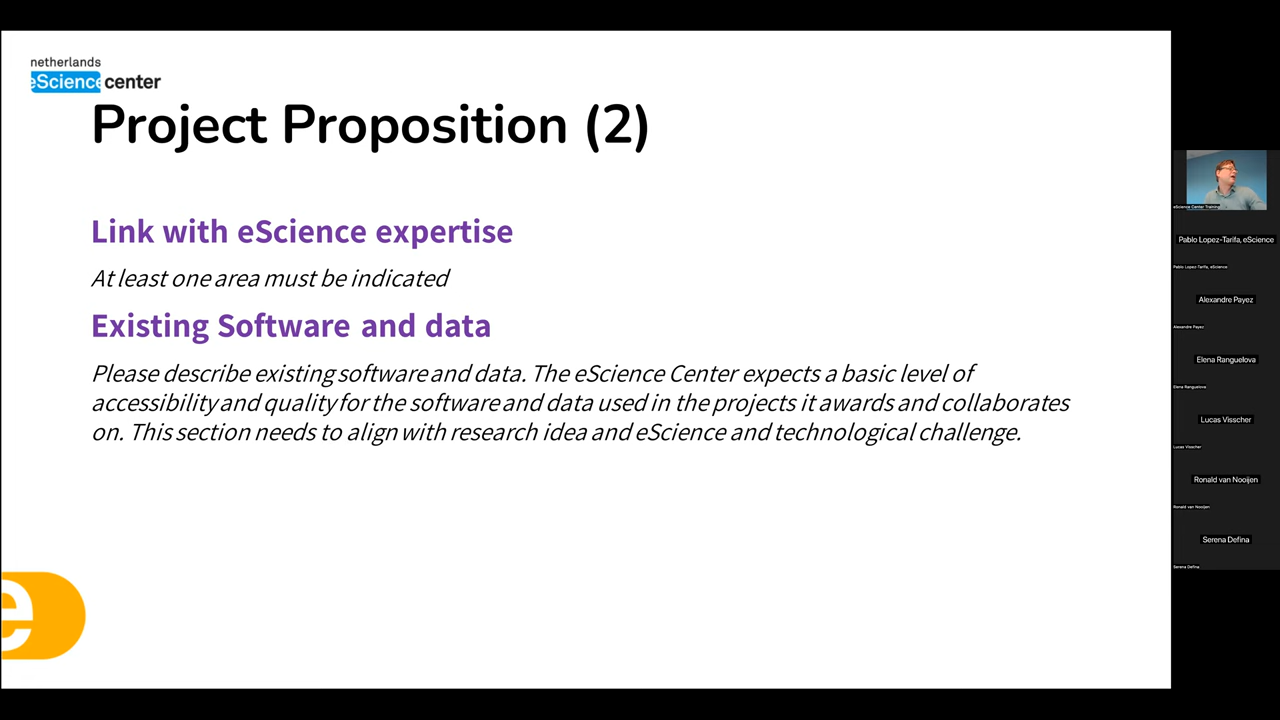 netherlands
eScience center
Project Proposition (2)
Link with eScience expertise
At least one area must be indicated
Existing Software and data
Please describe existing software and data. The eScience Center expects a basic level of
accessibility and quality for the software and data used in the projects it awards and collaborates
on. This section needs to align with research idea and eScience and technological challenge.
e
eScience Center Training
Pablo Lopez-Tarifa, eScience
Pablo Lopez-Tarifa, eScience
Alexandre Payez
Alexandre Payez
Elena Ranguelova
Elena Ranguelova
Lucas Visscher
Lucas Visscher
Ronald van Nooijen
Ronald van Nooijen
Serena Defina
Serena Defina